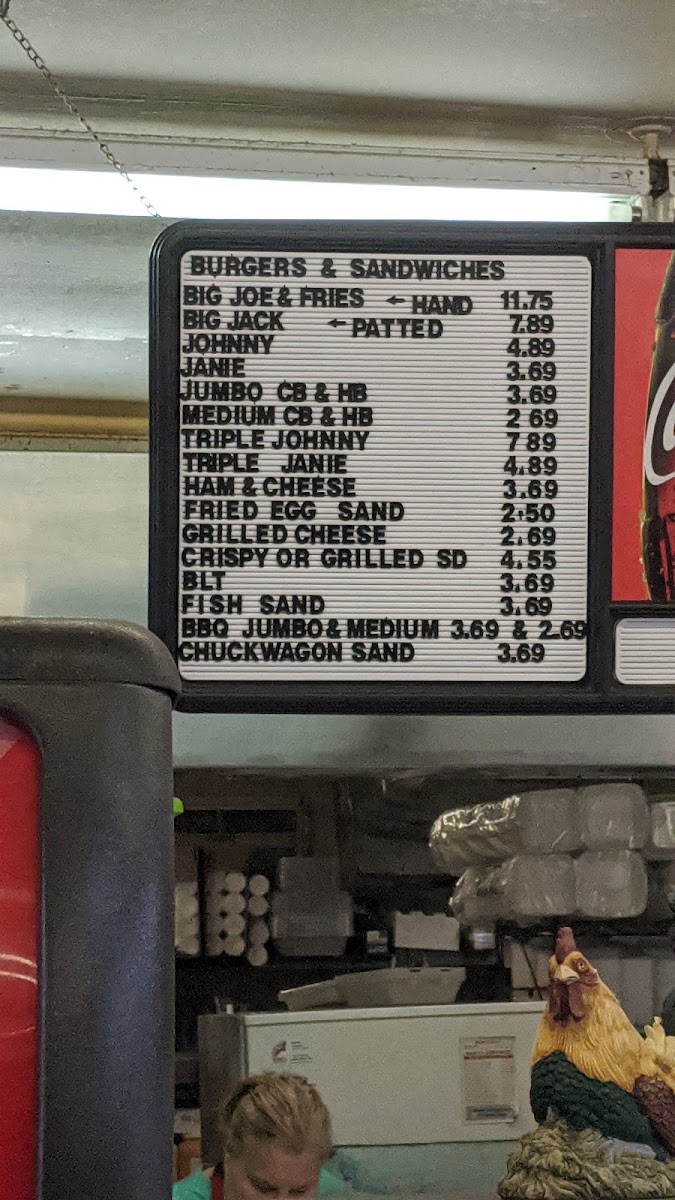 BURGERS & SANDWICHES
BIG JOE & FRIES ← HAND 11.75
BIG JACK ← PATTED 7.89
JOHNNY 4.89
JANIE 3.69
JUMBO CB & HB 3.69
MEDIUM CB & HB 2 69
TRIPLE JOHNNY 7 89
TRIPLE JANIE 4.89
HAM & CHEESE 3.69
FRIED EGG SAND 2.50
GRILLED CHEESE 2.69
CRISPY OR GRILLED SD 4.55
BLT 3.69
FISH SAND 3.69
BBQ JUMBO & MEDIUM 3.69 & 2.69
CHUCKWAGON SAND 3.69